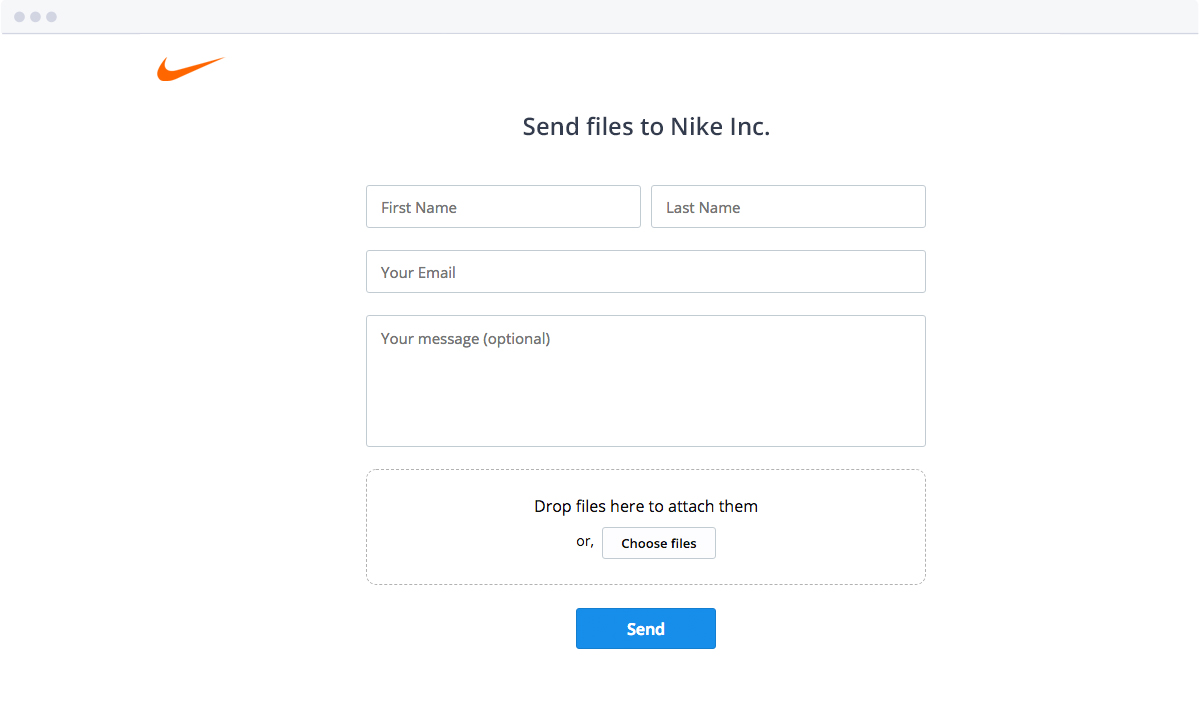 Send files to Nike Inc.
First Name
Last Name
Your Email
Your message (optional)
Drop files here to attach them
or,
Choose files
Send